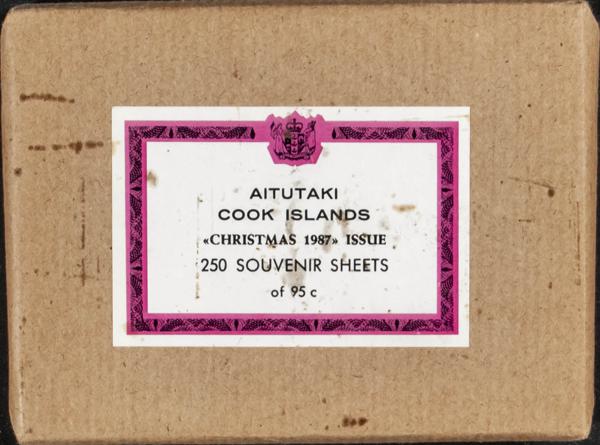 AITUTAKI
COOK ISLANDS
«CHRISTMAS 1987» ISSUE
250 SOUVENIR SHEETS
of 95 c